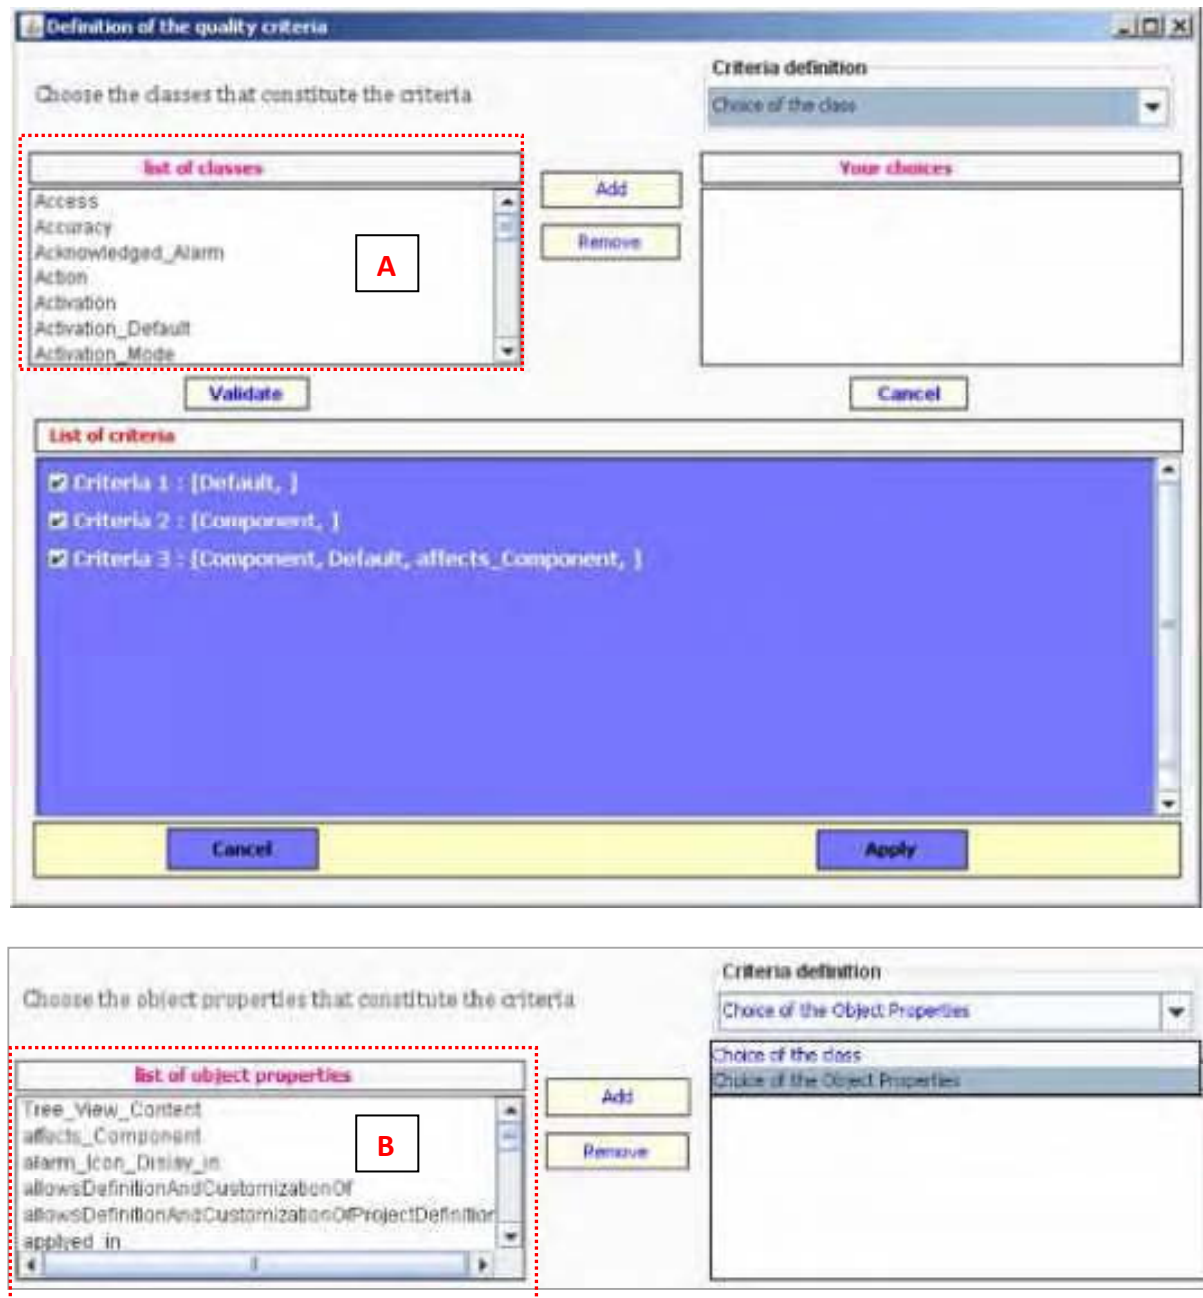 Definition of the quality criteria
Criteria definition
Choose the classes that constitute the criteria
Choice of the class
list of classes
Your choices
Access
Accuracy
Acknowledged_Alarm
Action
Activation
Activation_Default
Activation_Mode
A
Add
Remove
Validate
Cancel
List of criteria
Criteria 1 : [Default, ]
Criteria 2 : [Component, ]
Criteria 3 : [Component, Default, affects_Component, ]
Cancel
Apply
Criteria definition
Choose the object properties that constitute the criteria
Choice of the Object Properties
Choice of the class
Choice of the Object Properties
list of object properties
Tree_View_Content
affects_Component
alarm_Icon_Dislay_in
allowsDefinitionAndCustomizationOf
allowsDefinitionAndCustomizationOfProjectDefinition
applyed_in
B
Add
Remove